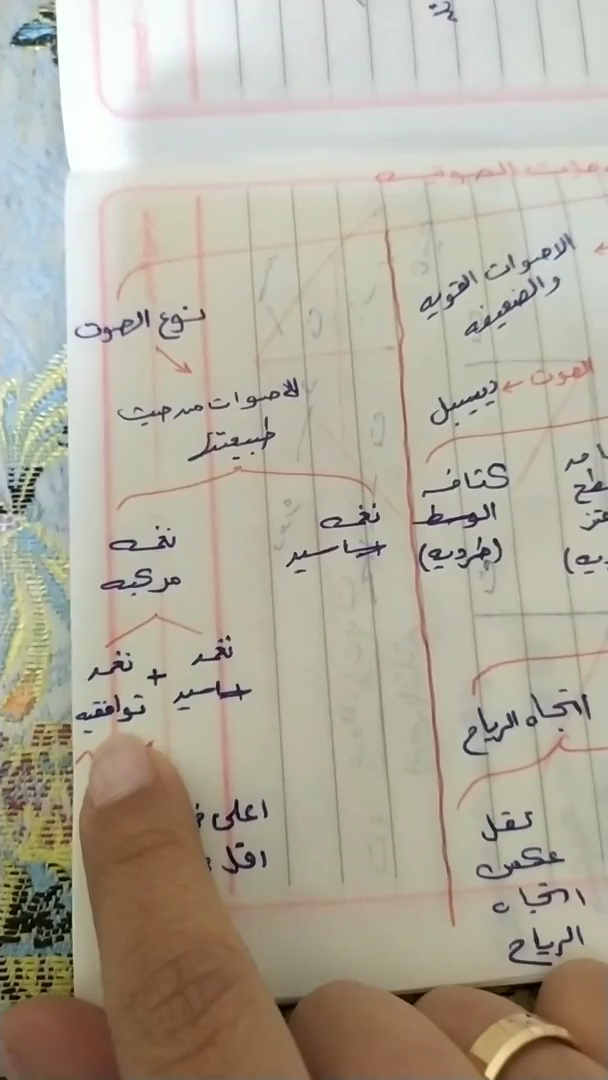 الاصوات القويه
والضعيفه
الصوت ← ديسيبل
كثافه
الوسط
(طرديه)
اتجاه الرياح
تقل
عكس
اتجاه
الرياح
نوع الصوت
الاصوات من حيث
طبيعتها
نغمه
اساسيه
نغمه
مركبه
نغمه
اساسيه
+
نغمه
توافقيه
اعلى
اقل